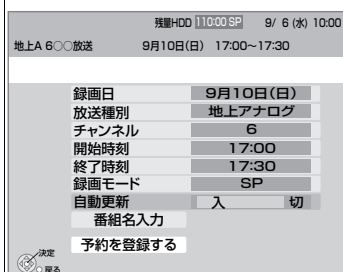 残量HDD 110:00 SP 9/ 6 (水) 10:00
地上A 6○○放送 9月10日(日) 17:00~17:30
録画日 9月10日(日)
放送種別 地上アナログ
チャンネル 6
開始時刻 17:00
終了時刻 17:30
録画モード SP
自動更新 入 切
番組名入力
予約を登録する
決定
戻る